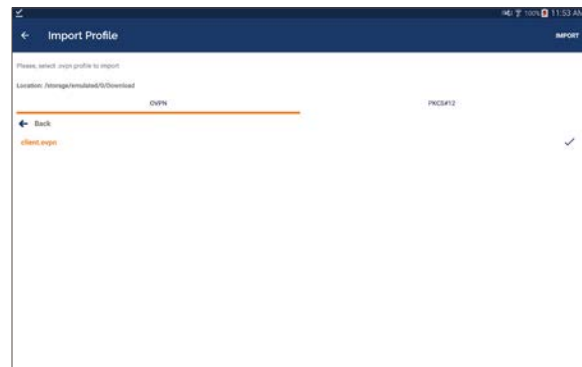 100% 11:53 AM
Import Profile
IMPORT
Please, select .ovpn profile to import
Location: /storage/emulated/0/Download
OVPN
PKCS#12
Back
client.ovpn